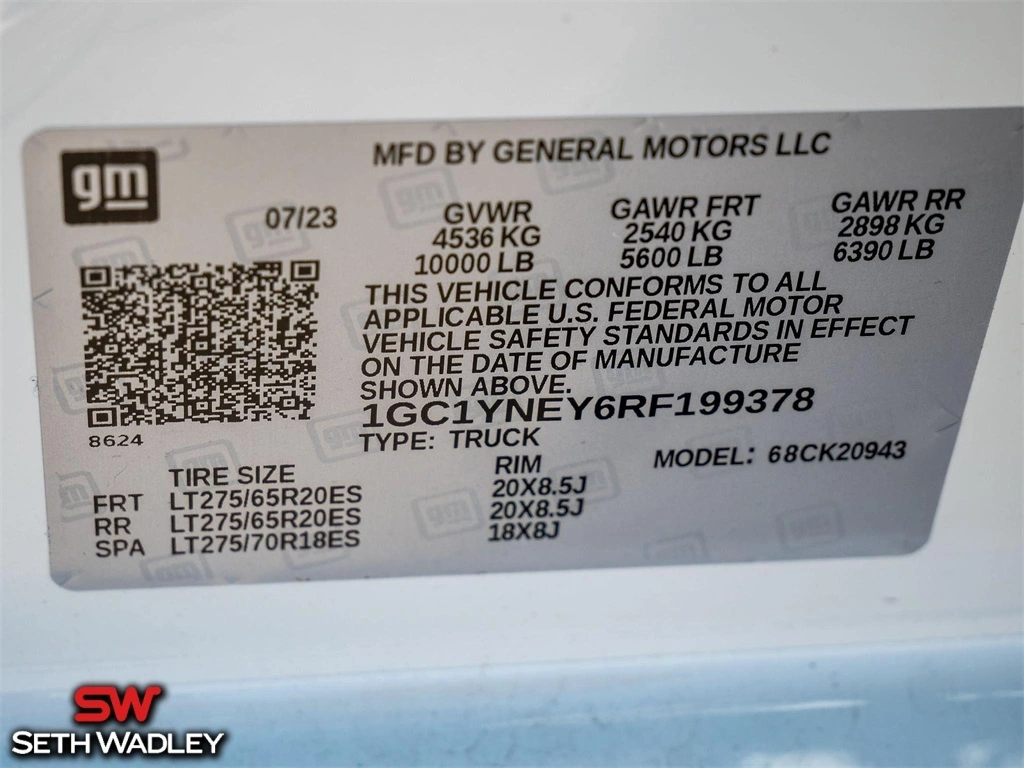 gm
MFD BY GENERAL MOTORS LLC
07/23
GVWR
4536 KG
10000 LB
GAWR FRT
2540 KG
5600 LB
GAWR RR
2898 KG
6390 LB
THIS VEHICLE CONFORMS TO ALL
APPLICABLE U.S. FEDERAL MOTOR
VEHICLE SAFETY STANDARDS IN EFFECT
ON THE DATE OF MANUFACTURE
SHOWN ABOVE.
1GC1YNEY6RF199378
8624
TYPE: TRUCK
MODEL: 68CK20943
TIRE SIZE RIM
FRT LT275/65R20ES 20X8.5J
RR LT275/65R20ES 20X8.5J
SPA LT275/70R18ES 18X8J
SW
SETH WADLEY